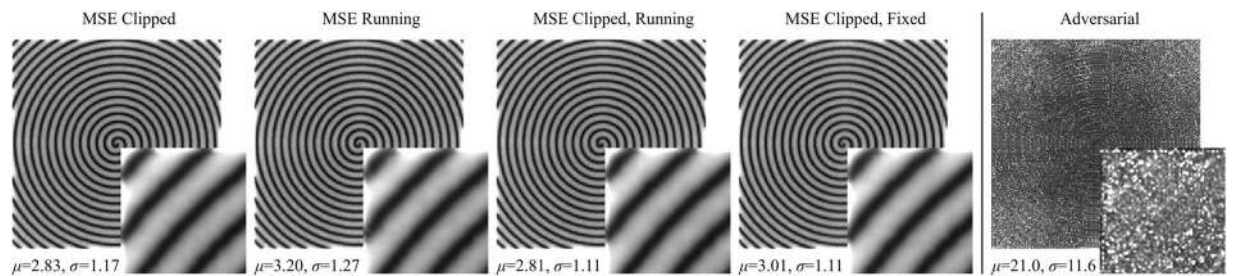 MSE Clipped
MSE Running
MSE Clipped, Running
MSE Clipped, Fixed
Adversarial
μ=2.83, σ=1.17
μ=3.20, σ=1.27
μ=2.81, σ=1.11
μ=3.01, σ=1.11
μ=21.0, σ=11.6